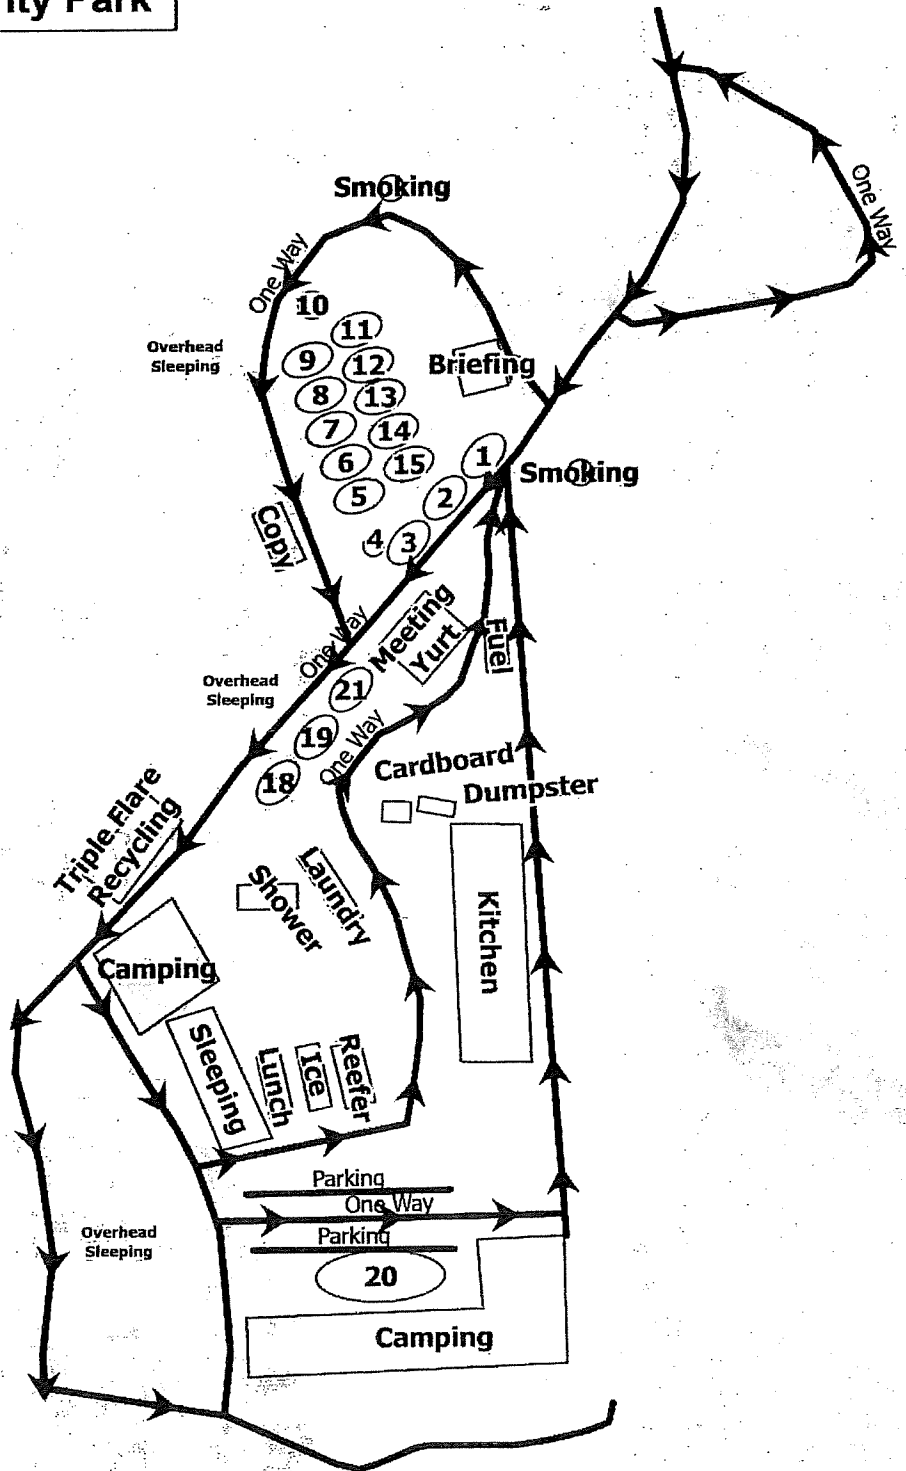 ity Park
One Way
Smoking
One Way
10
11
Overhead
Sleeping
9
12
Briefing
8
13
7
14
6
15
1
Smoking
5
2
Copy
4
3
One Way
Meeting
Yurt
Fuel
Overhead
Sleeping
21
19
One Way
18
Cardboard
Dumpster
Triple Flare
Recycling
Shower
Laundry
Kitchen
Camping
Sleeping
Lunch
Ice
Reefer
Parking
One Way
Parking
Overhead
Sleeping
20
Camping